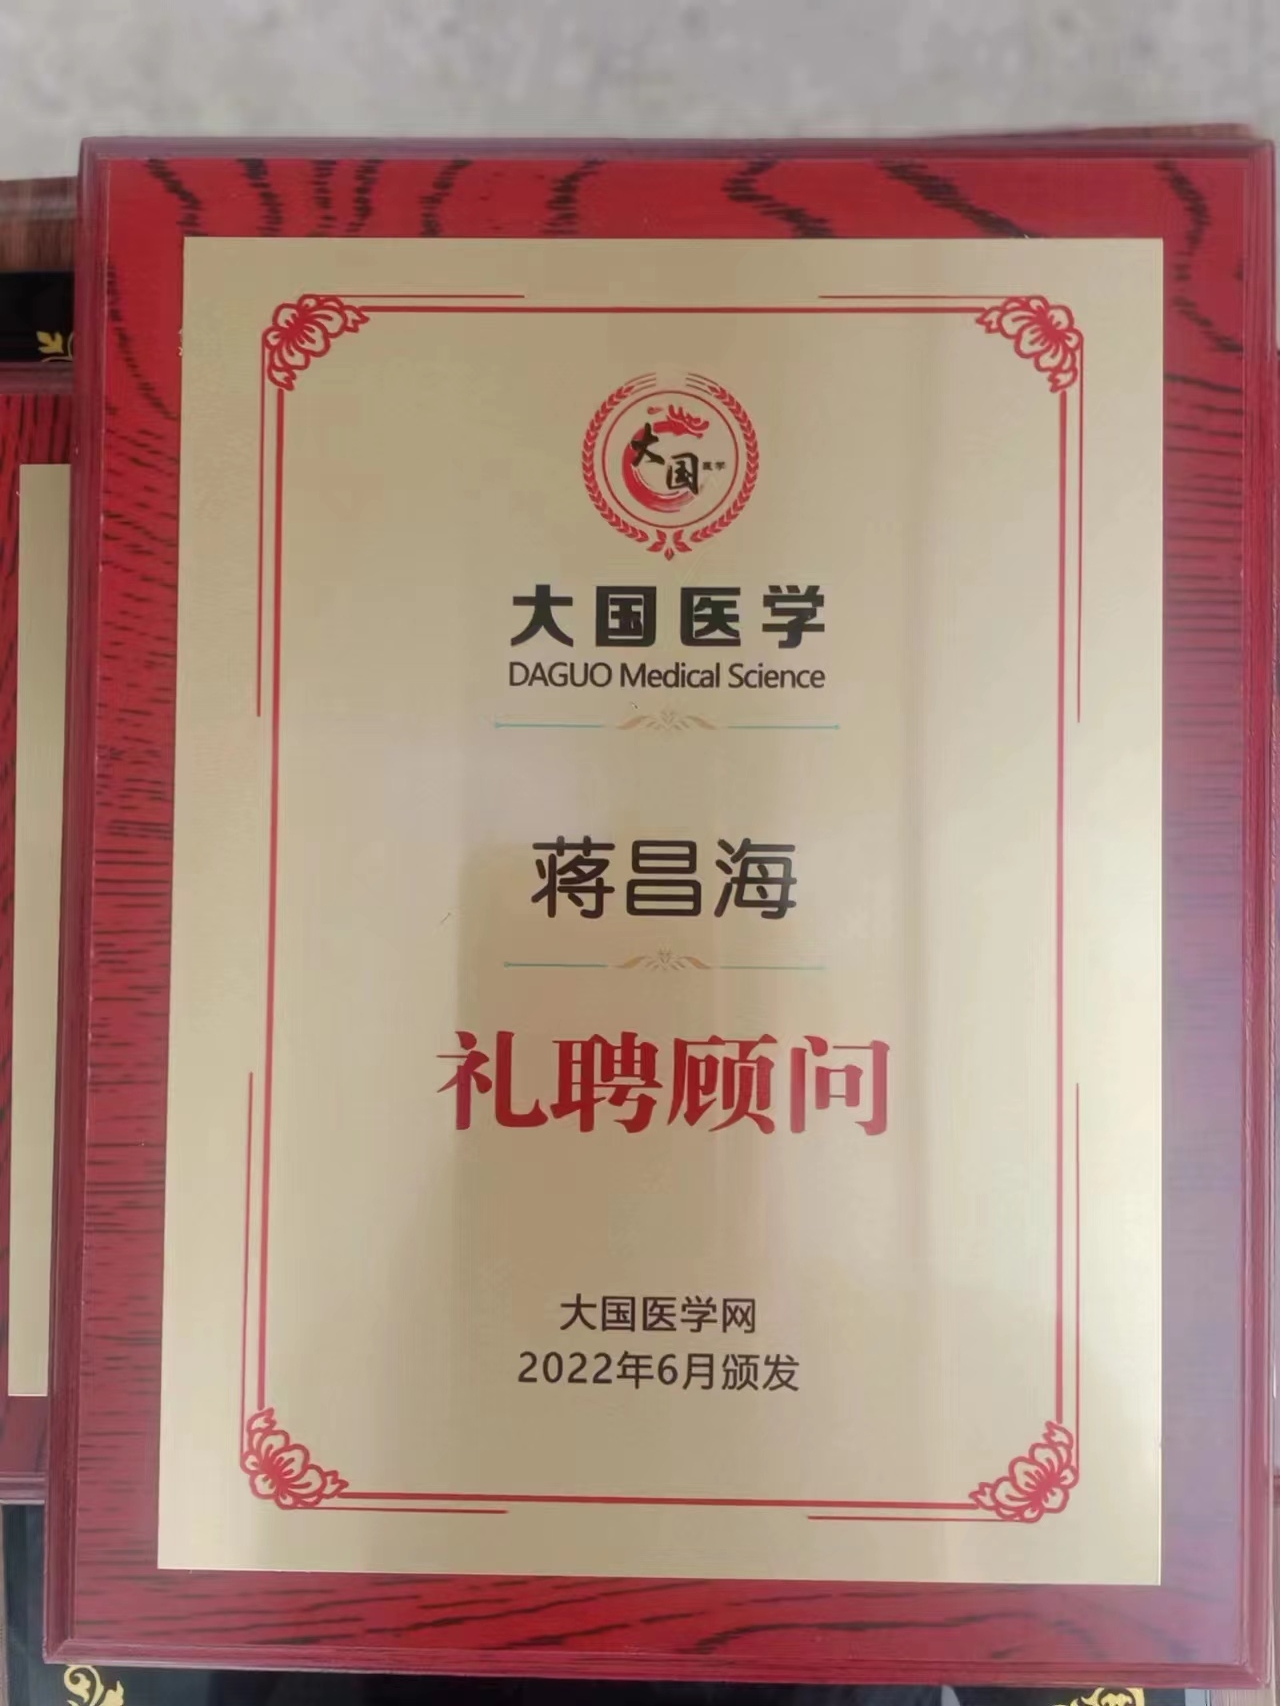 大国医学
大国医学
DAGUO Medical Science
蒋昌海
礼聘顾问
大国医学网
2022年6月颁发